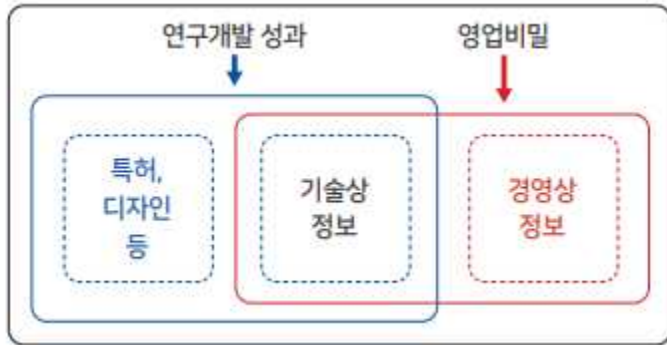 연구개발 성과
영업비밀
특허,
디자인
등
기술상
정보
경영상
정보